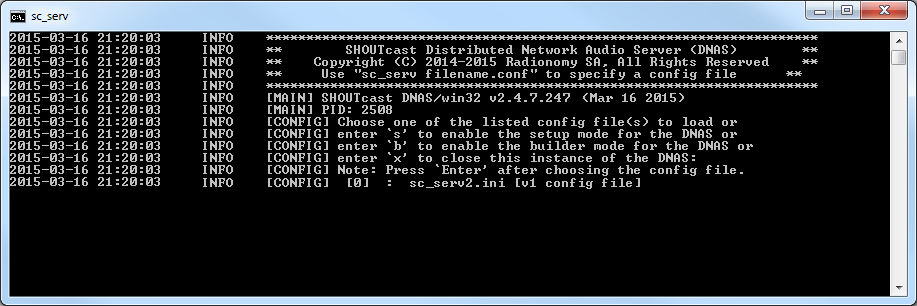 sc_serv
2015-03-16 21:20:03 INFO *********************************************************************
2015-03-16 21:20:03 INFO ** SHOUTcast Distributed Network Audio Server (DNAS) **
2015-03-16 21:20:03 INFO ** Copyright (C) 2014-2015 Radionomy SA, All Rights Reserved **
2015-03-16 21:20:03 INFO ** Use "sc_serv filename.conf" to specify a config file **
2015-03-16 21:20:03 INFO *********************************************************************
2015-03-16 21:20:03 INFO [MAIN] SHOUTcast DNAS/win32 v2.4.7.247 (Mar 16 2015)
2015-03-16 21:20:03 INFO [MAIN] PID: 2508
2015-03-16 21:20:03 INFO [CONFIG] Choose one of the listed config file(s) to load or
2015-03-16 21:20:03 INFO [CONFIG] enter `s' to enable the setup mode for the DNAS or
2015-03-16 21:20:03 INFO [CONFIG] enter `b' to enable the builder mode for the DNAS or
2015-03-16 21:20:03 INFO [CONFIG] enter `x' to close this instance of the DNAS:
2015-03-16 21:20:03 INFO [CONFIG] Note: Press `Enter' after choosing the config file.
2015-03-16 21:20:03 INFO [CONFIG] [0] : sc_serv2.ini [v1 config file]